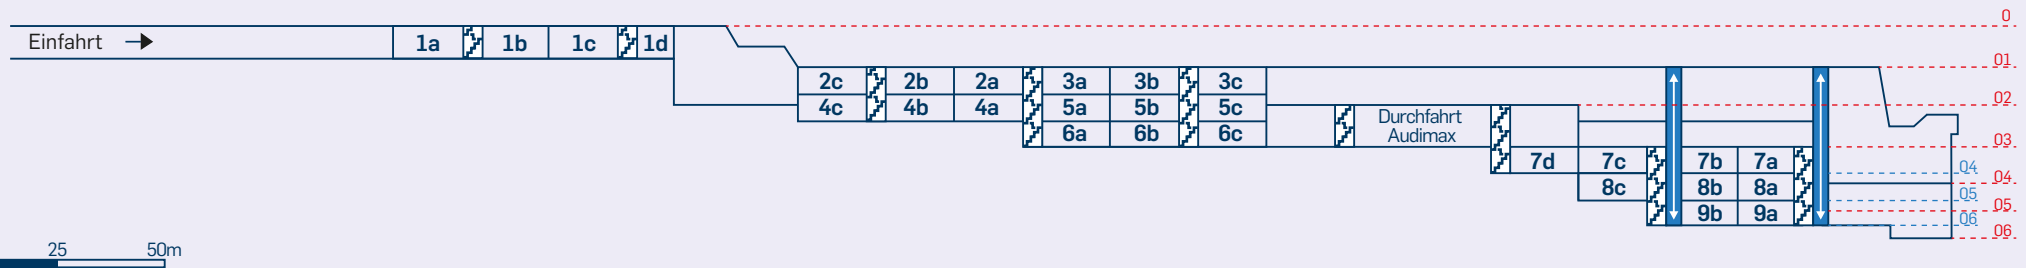 0
Einfahrt
1a 1b 1c 1d
01
2c 2b 2a 3a 3b 3c
4c 4b 4a 5a 5b 5c
02
Durchfahrt
Audimax
6a 6b 6c
03
7d 7c 7b 7a
04
04
8c 8b 8a
05
05
9b 9a
06
06
25 50m